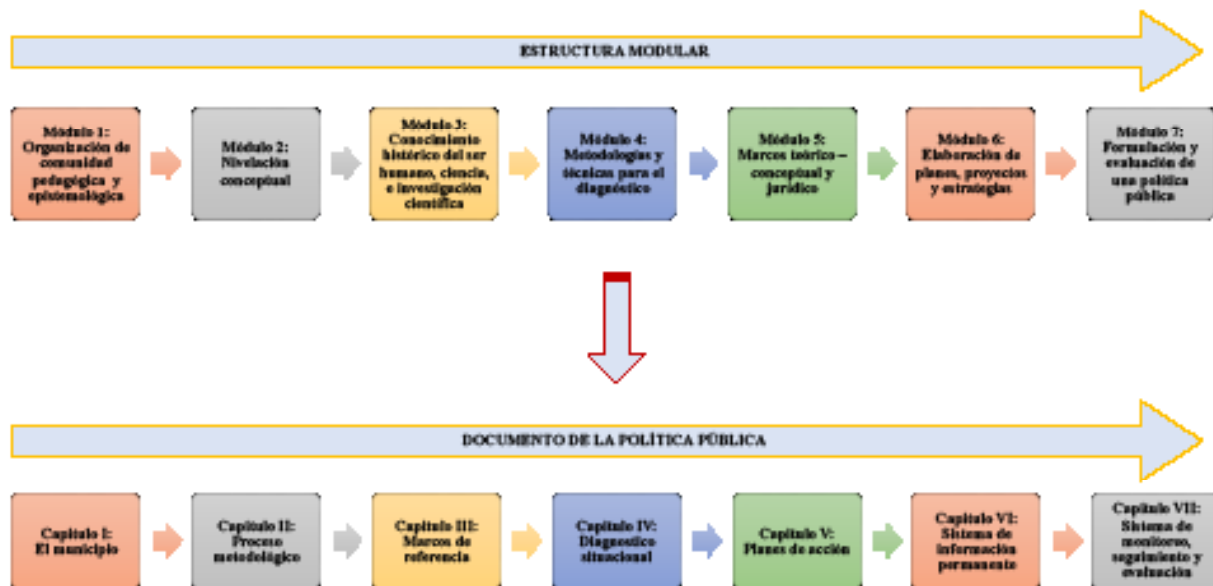 ESTRUCTURA MODULAR
Módulo 1:
Organización de
comunidad
pedagógica y
epistemológica
Módulo 2:
Nivelación
conceptual
Módulo 3:
Conocimiento
histórico del ser
humano, ciencia,
e investigación
científica
Módulo 4:
Metodologías y
técnicas para el
diagnóstico
Módulo 5:
Marcos teórico –
conceptual y
jurídico
Módulo 6:
Elaboración de
planes, proyectos
y estrategias
Módulo 7:
Formulación y
evaluación de
una política
pública
DOCUMENTO DE LA POLÍTICA PÚBLICA
Capítulo I:
El municipio
Capítulo II:
Proceso
metodológico
Capítulo III:
Marcos de
referencia
Capítulo IV:
Diagnostico
situacional
Capítulo V:
Planes de acción
Capítulo VI:
Sistema de
información
permanente
Capítulo VII:
Sistema de
monitoreo,
seguimiento y
evaluación